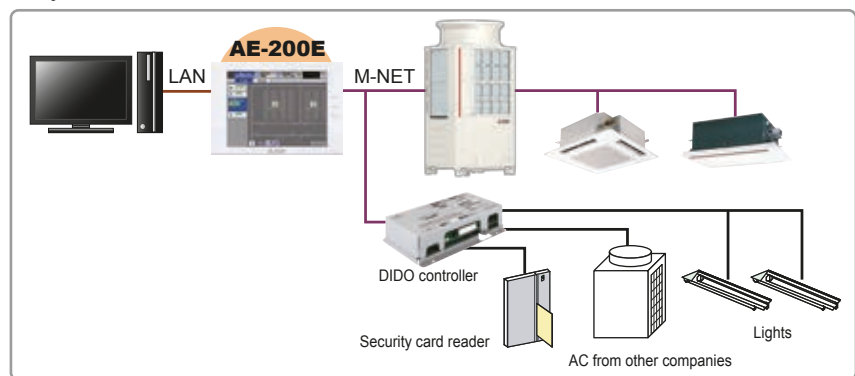 AE-200E
LAN
M-NET
DIDO controller
Security card reader
AC from other companies
Lights